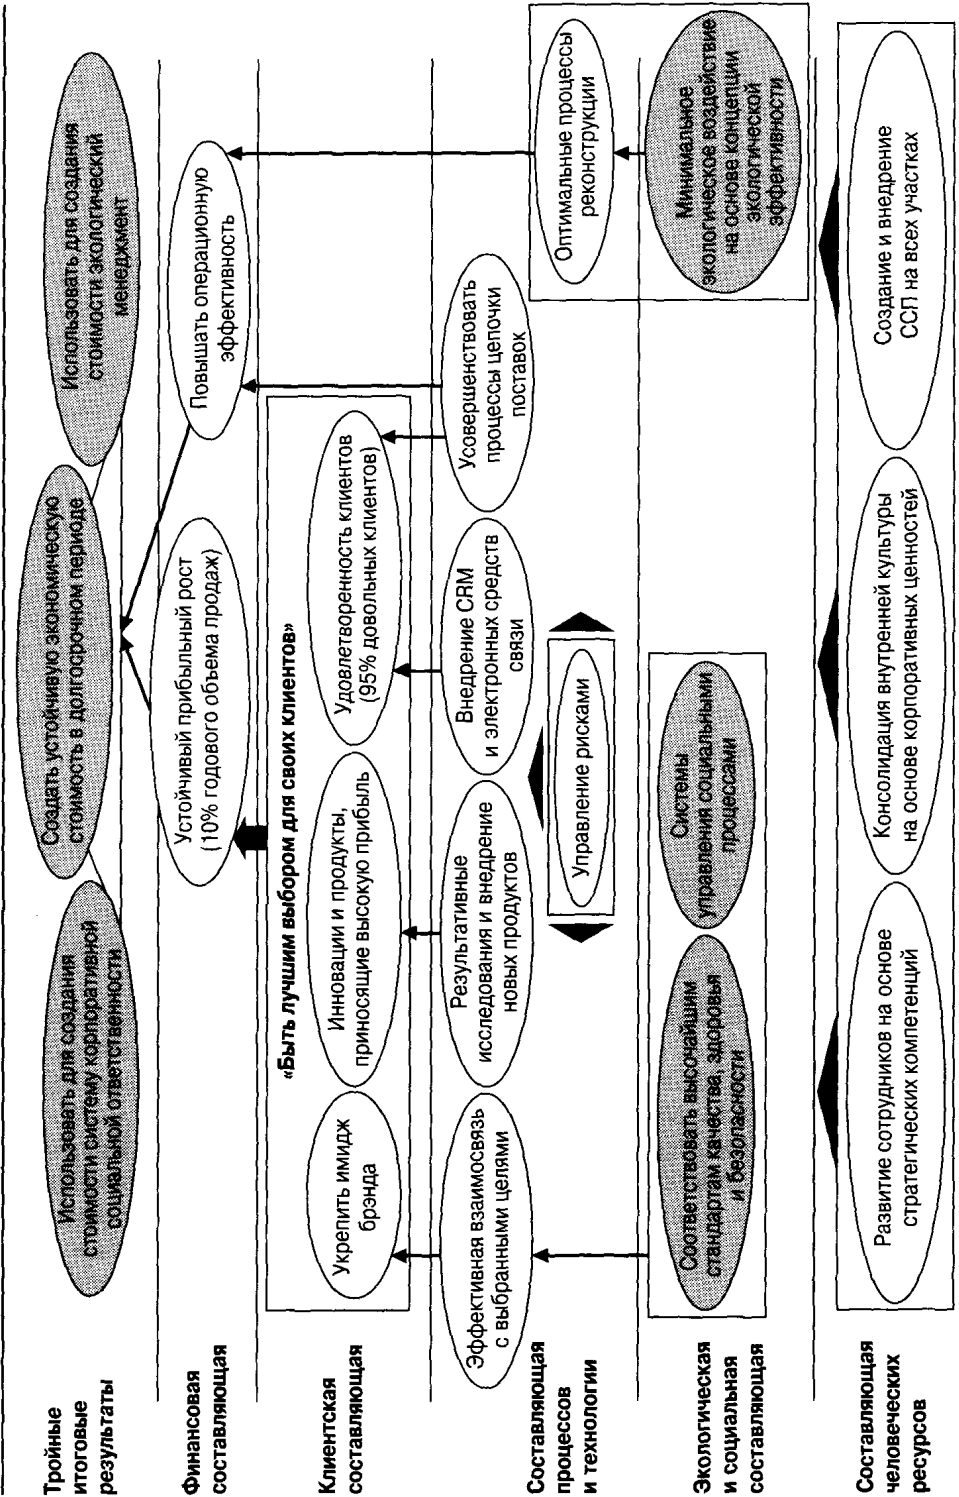 Тройные
итоговые
результаты
Использовать для создания
стоимости систему корпоративной
социальной ответственности
Создать устойчивую экономическую
стоимость в долгосрочном периоде
Использовать для создания
стоимости экологический
менеджмент
Финансовая
составляющая
Устойчивый прибыльный рост
(10% годового объема продаж)
Повышать операционную
эффективность
Клиентская
составляющая
«Быть лучшим выбором для своих клиентов»
Укрепить имидж
брэнда
Инновации и продукты,
приносящие высокую прибыль
Удовлетворенность клиентов
(95% довольных клиентов)
Составляющая
процессов
и технологии
Эффективная взаимосвязь
с выбранными целями
Результативные
исследования и внедрение
новых продуктов
Внедрение CRM
и электронных средств
связи
Усовершенствовать
процессы цепочки
поставок
Оптимальные процессы
реконструкции
Управление рисками
Экологическая
и социальная
составляющая
Соответствовать высочайшим
стандартам качества, здоровья
и безопасности
Системы
управления социальными
процессами
Минимальное
экологическое воздействие
на основе концепции
экологической
эффективности
Составляющая
человеческих
ресурсов
Развитие сотрудников на основе
стратегических компетенций
Консолидация внутренней культуры
на основе корпоративных ценностей
Создание и внедрение
ССП на всех участках